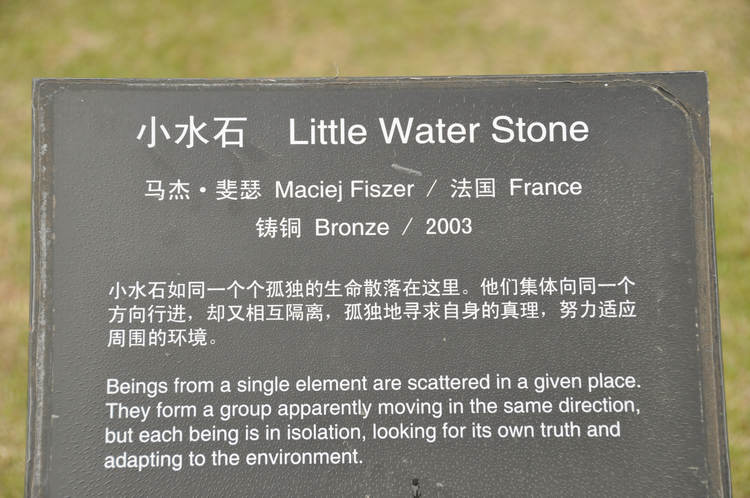 小水石 Little Water Stone
马杰·斐瑟 Maciej Fiszer / 法国 France
铸铜 Bronze / 2003
小水石如同一个个孤独的生命散落在这里。他们集体向同一个
方向行进，却又相互隔离，孤独地寻求自身的真理，努力适应
周围的环境。
Beings from a single element are scattered in a given place.
They form a group apparently moving in the same direction,
but each being is in isolation, looking for its own truth and
adapting to the environment.